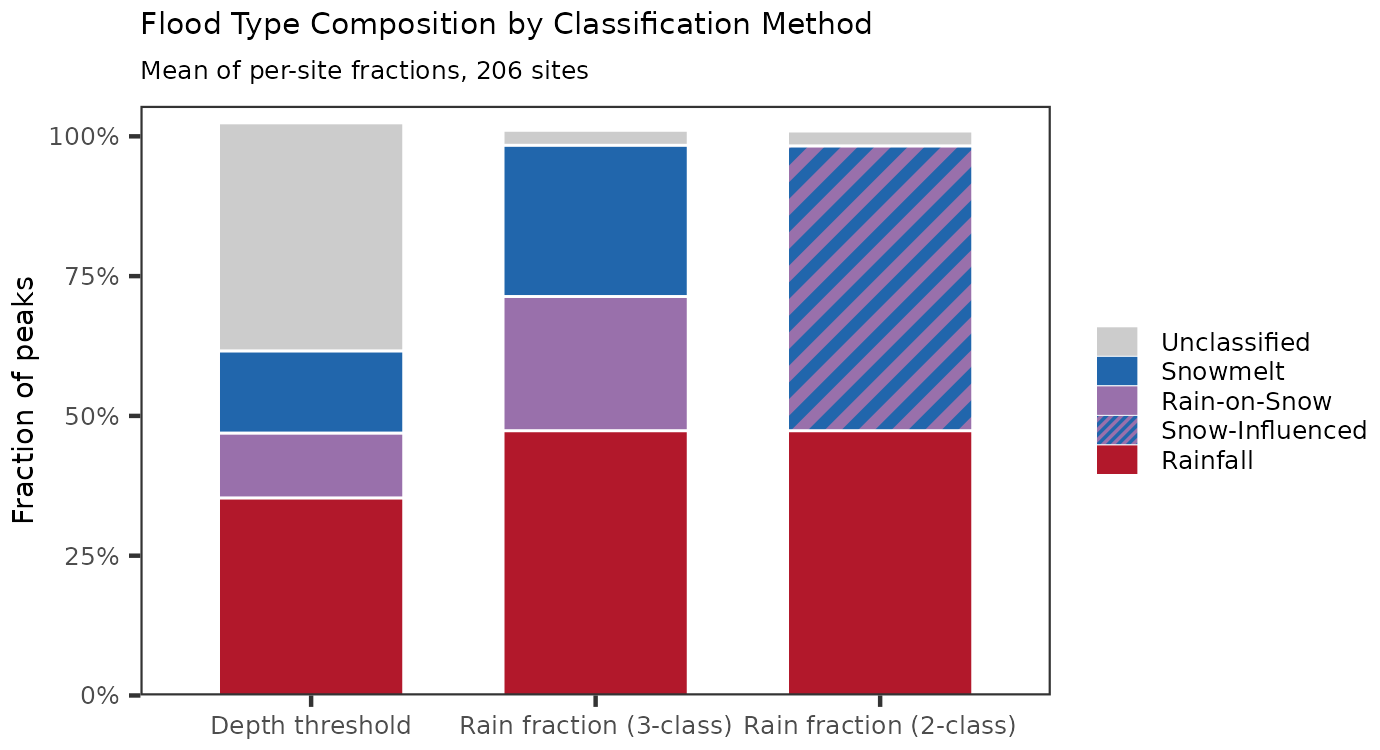 Flood Type Composition by Classification Method
Mean of per-site fractions, 206 sites
Fraction of peaks
100%
75%
50%
25%
0%
Depth threshold
Rain fraction (3-class)
Rain fraction (2-class)
Unclassified
Snowmelt
Rain-on-Snow
Snow-Influenced
Rainfall